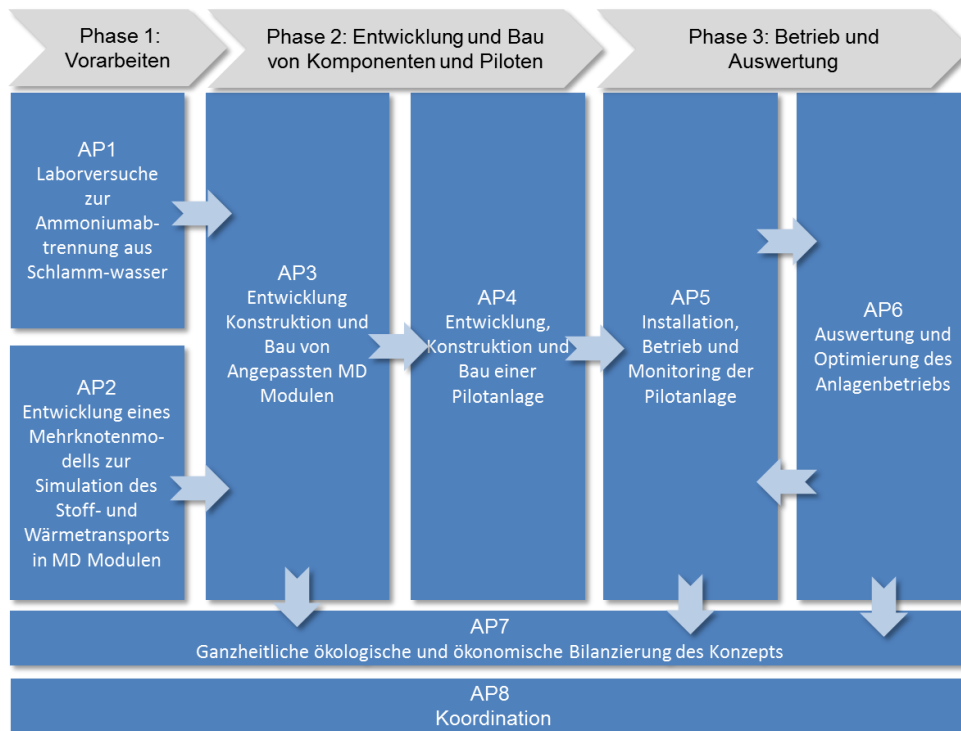 Phase 1:
Vorarbeiten
Phase 2: Entwicklung und Bau
von Komponenten und Piloten
Phase 3: Betrieb und
Auswertung
AP1
Laborversuche
zur
Ammoniumab-
trennung aus
Schlamm-wasser
AP2
Entwicklung eines
Mehrknotenmo-
dells zur
Simulation des
Stoff- und
Wärmetransports
in MD Modulen
AP3
Entwicklung
Konstruktion und
Bau von
Angepassten MD
Modulen
AP4
Entwicklung,
Konstruktion und
Bau einer
Pilotanlage
AP5
Installation,
Betrieb und
Monitoring der
Pilotanlage
AP6
Auswertung und
Optimierung des
Anlagenbetriebs
AP7
Ganzheitliche ökologische und ökonomische Bilanzierung des Konzepts
AP8
Koordination